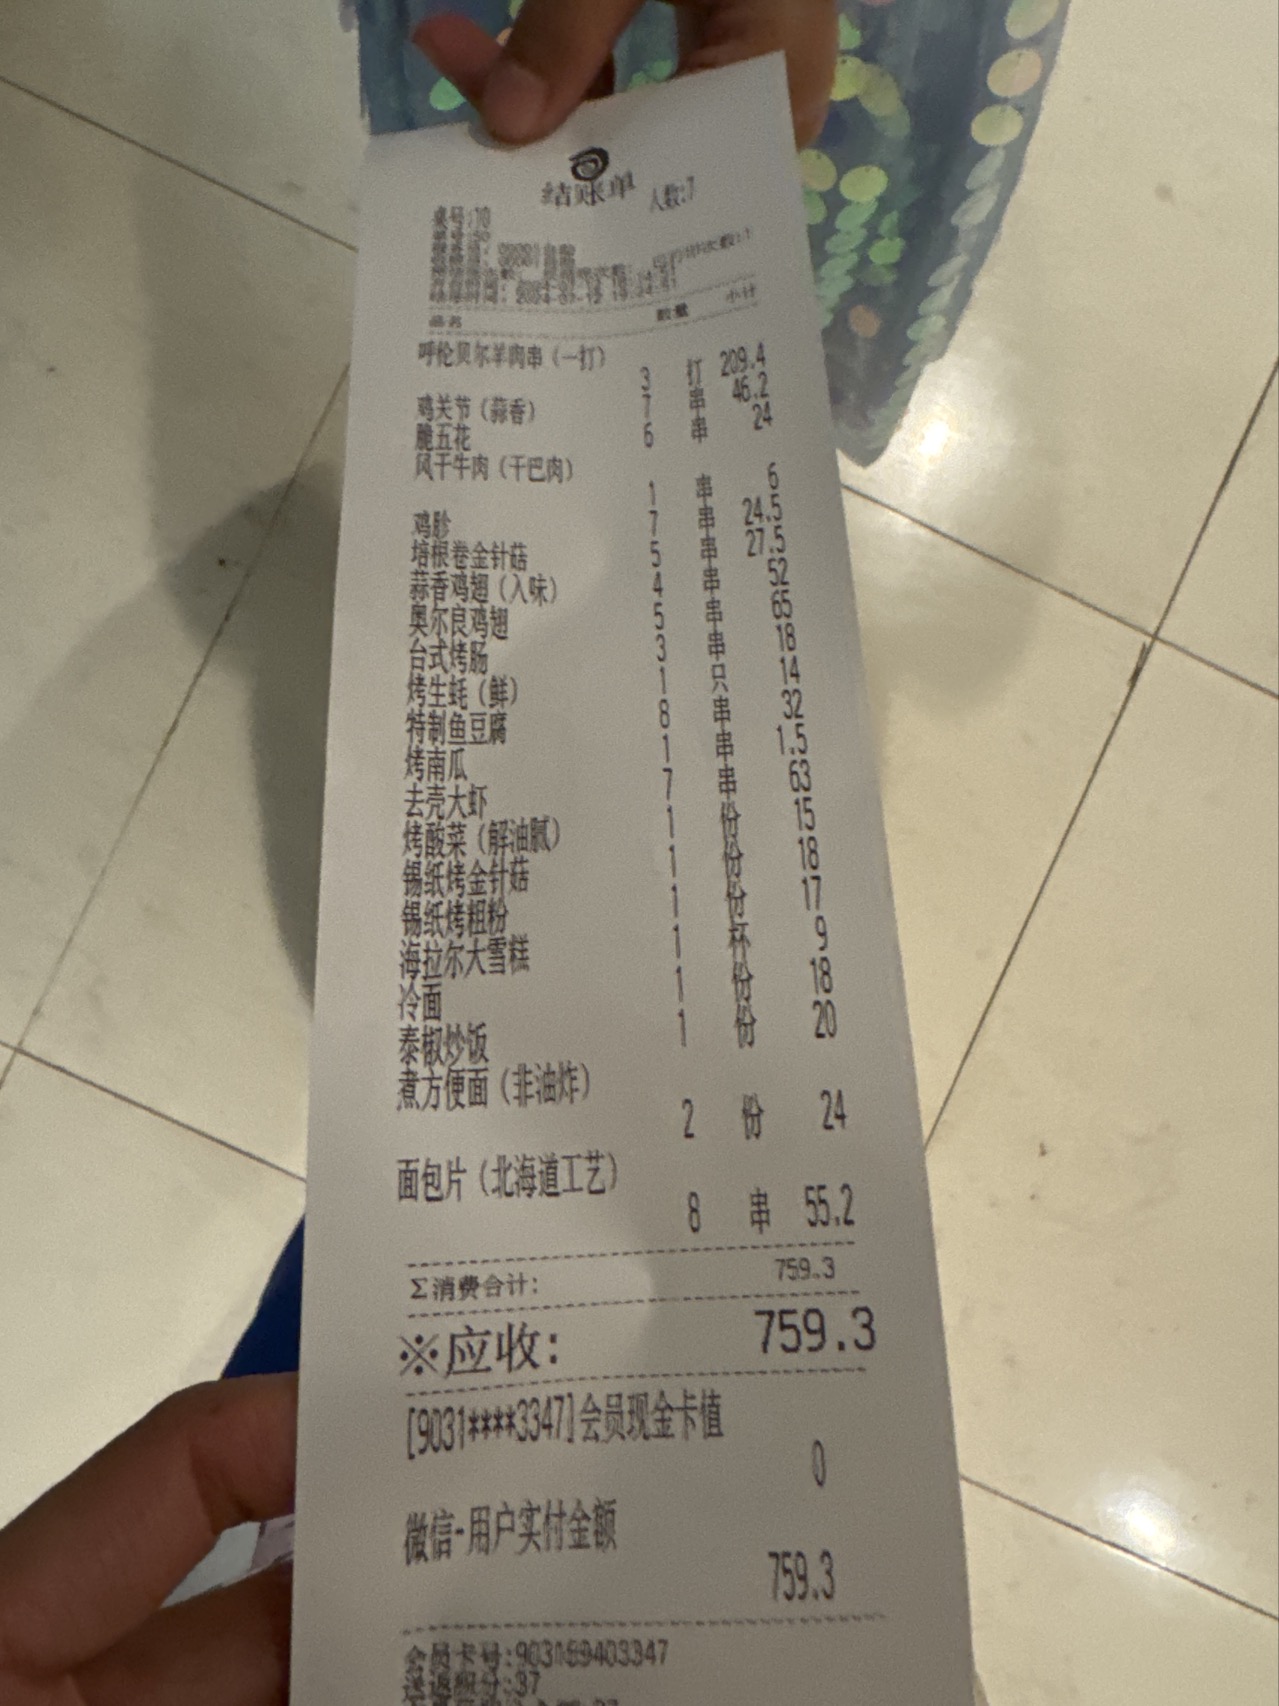 结账单 人数:7
桌号:10
品名 数量 小计
呼伦贝尔羊肉串(一打)
3 打 209.4
鸡关节(蒜香) 7 串 46.2
脆五花 6 串 24
风干牛肉(干巴肉)
1 串 6
鸡胗 7 串 24.5
培根卷金针菇 5 串 27.5
蒜香鸡翅(入味) 4 串 52
奥尔良鸡翅 5 串 65
台式烤肠 3 串 18
烤生蚝(鲜) 1 只 14
特制鱼豆腐 8 串 32
烤南瓜 1 串 1.5
去壳大虾 7 串 63
烤酸菜(解油腻) 1 份 15
锡纸烤金针菇 1 份 18
锡纸烤粗粉 1 份 17
海拉尔大雪糕 1 杯 9
冷面 1 份 18
泰椒炒饭 1 份 20
煮方便面(非油炸)
2 份 24
面包片(北海道工艺)
8 串 55.2
Σ消费合计: 759.3
※应收: 759.3
[9031****3347]会员现金卡值
0
微信-用户实付金额
759.3
会员卡号: